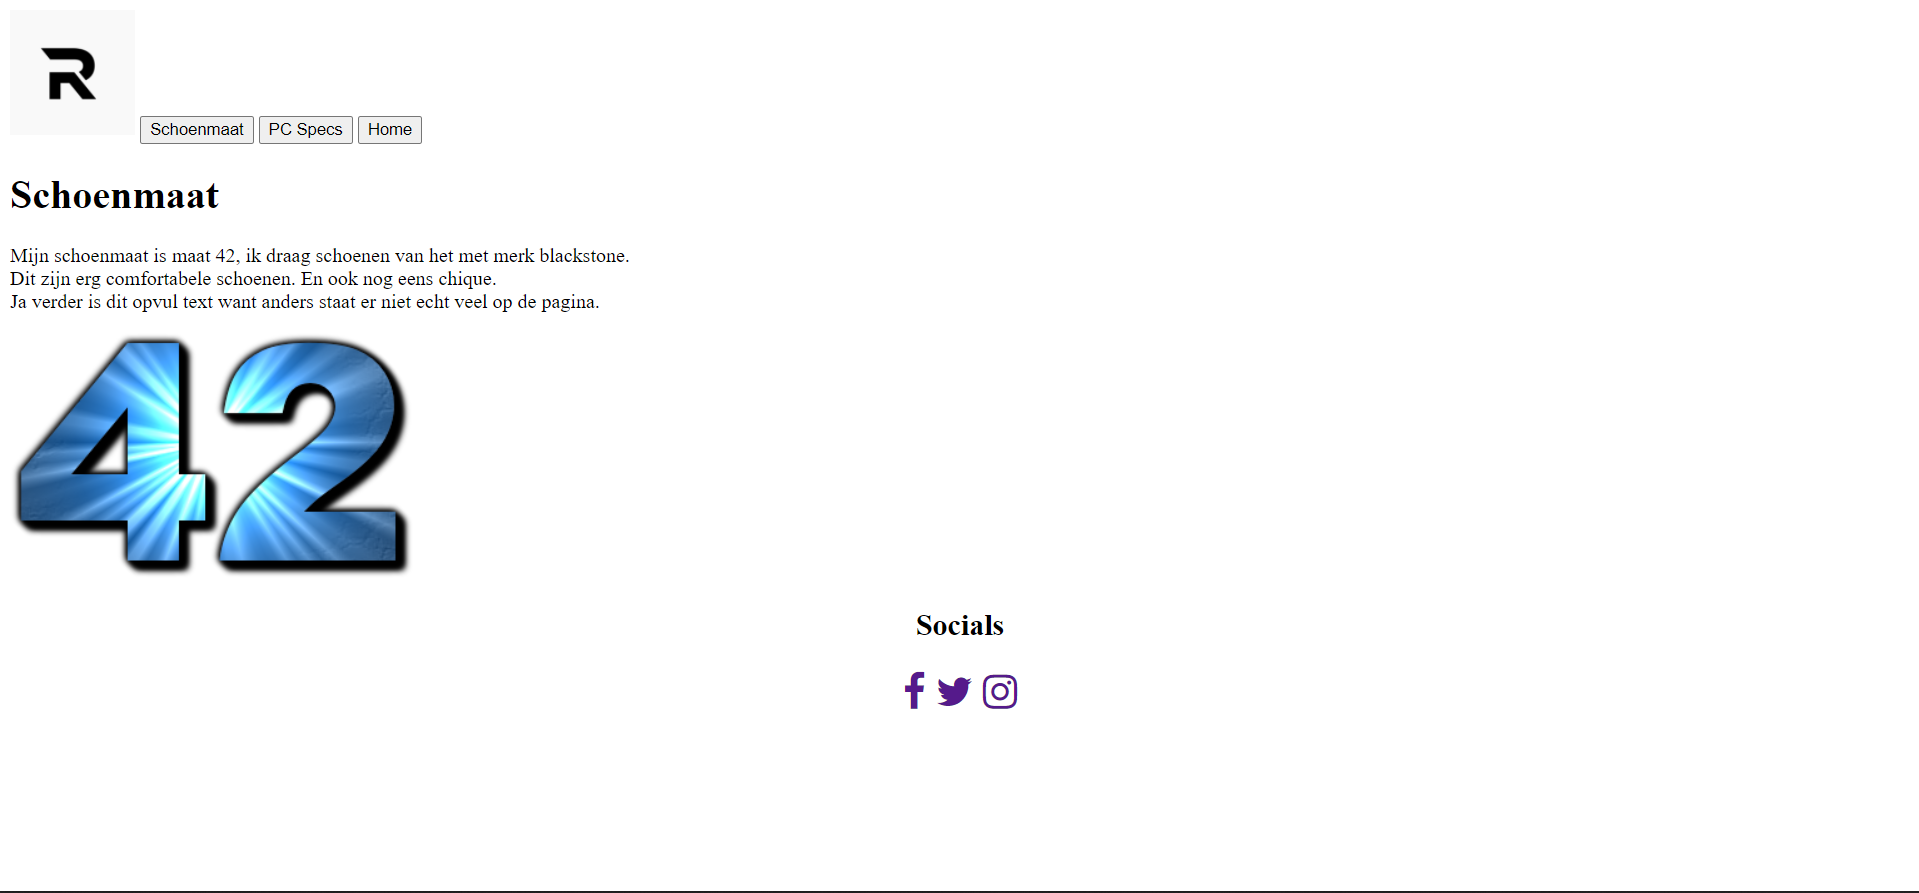 R
Schoenmaat PC Specs Home
Schoenmaat
Mijn schoenmaat is maat 42, ik draag schoenen van het met merk blackstone.
Dit zijn erg comfortabele schoenen. En ook nog eens chique.
Ja verder is dit opvul text want anders staat er niet echt veel op de pagina.
42
Socials